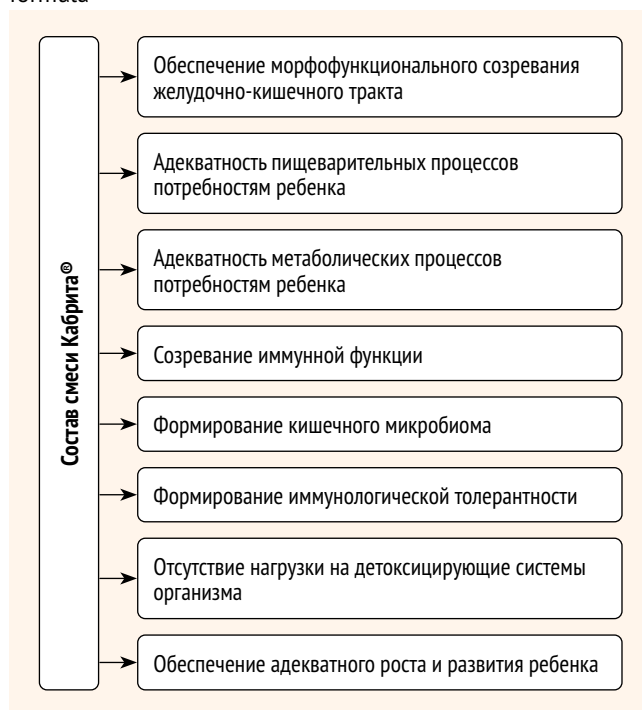 formula
Состав смеси Кабрита®
Обеспечение морфофункционального созревания
желудочно-кишечного тракта
Адекватность пищеварительных процессов
потребностям ребенка
Адекватность метаболических процессов
потребностям ребенка
Созревание иммунной функции
Формирование кишечного микробиома
Формирование иммунологической толерантности
Отсутствие нагрузки на детоксицирующие системы
организма
Обеспечение адекватного роста и развития ребенка